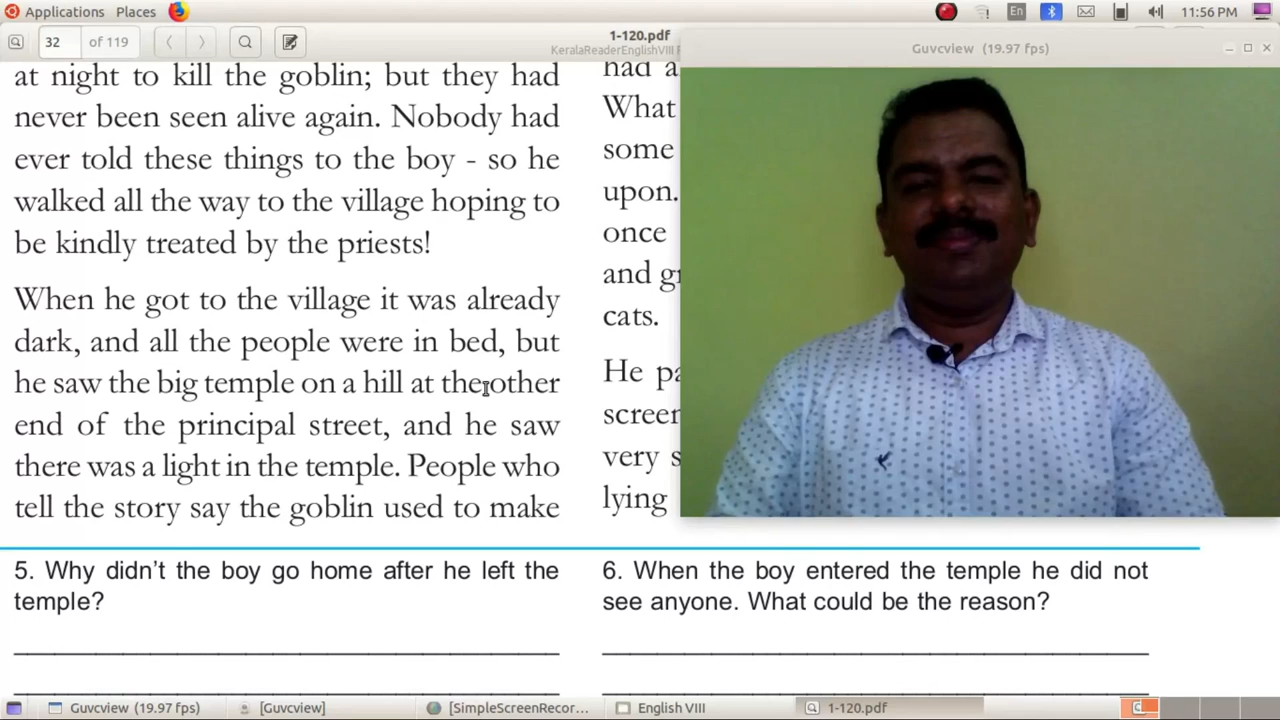 Applications Places En 11:56 PM
32 of 119 1-120.pdf
KeralaReaderEnglishVIII
Guvcview (19.97 fps)
at night to kill the goblin; but they had
never been seen alive again. Nobody had
ever told these things to the boy - so he
walked all the way to the village hoping to
be kindly treated by the priests!
When he got to the village it was already
dark, and all the people were in bed, but
he saw the big temple on a hill at the other
end of the principal street, and he saw
there was a light in the temple. People who
tell the story say the goblin used to make
had a
What
some
upon.
once
and gr
cats.
He pa
screen
very s
lying
5. Why didn't the boy go home after he left the
temple?
6. When the boy entered the temple he did not
see anyone. What could be the reason?
Guvcview (19.97 fps) [Guvcview] [SimpleScreenRecor... English VIII 1-120.pdf